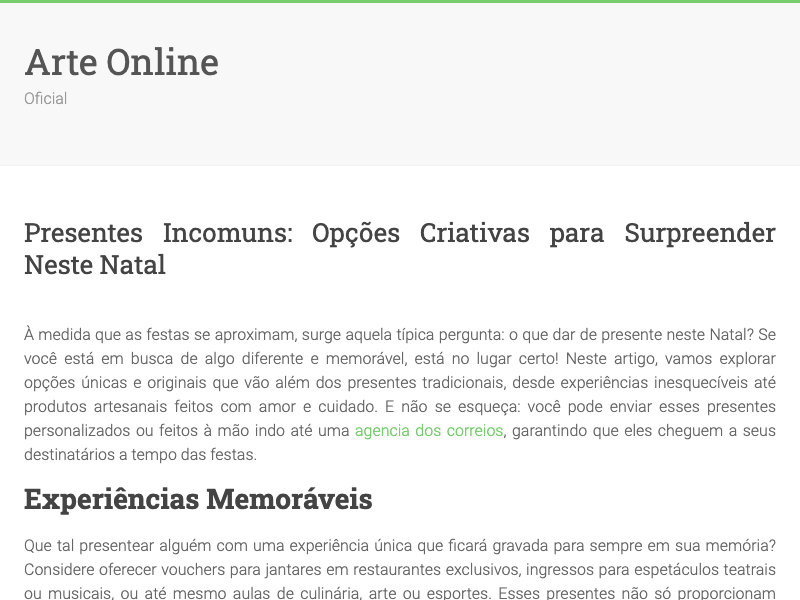 Arte Online
Oficial
Presentes Incomuns: Opções Criativas para Surpreender
Neste Natal
À medida que as festas se aproximam, surge aquela típica pergunta: o que dar de presente neste Natal? Se
você está em busca de algo diferente e memorável, está no lugar certo! Neste artigo, vamos explorar
opções únicas e originais que vão além dos presentes tradicionais, desde experiências inesquecíveis até
produtos artesanais feitos com amor e cuidado. E não se esqueça: você pode enviar esses presentes
personalizados ou feitos à mão indo até uma agencia dos correios, garantindo que eles cheguem a seus
destinatários a tempo das festas.
Experiências Memoráveis
Que tal presentear alguém com uma experiência única que ficará gravada para sempre em sua memória?
Considere oferecer vouchers para jantares em restaurantes exclusivos, ingressos para espetáculos teatrais
ou musicais, ou até mesmo aulas de culinária, arte ou esportes. Esses presentes não só proporcionam